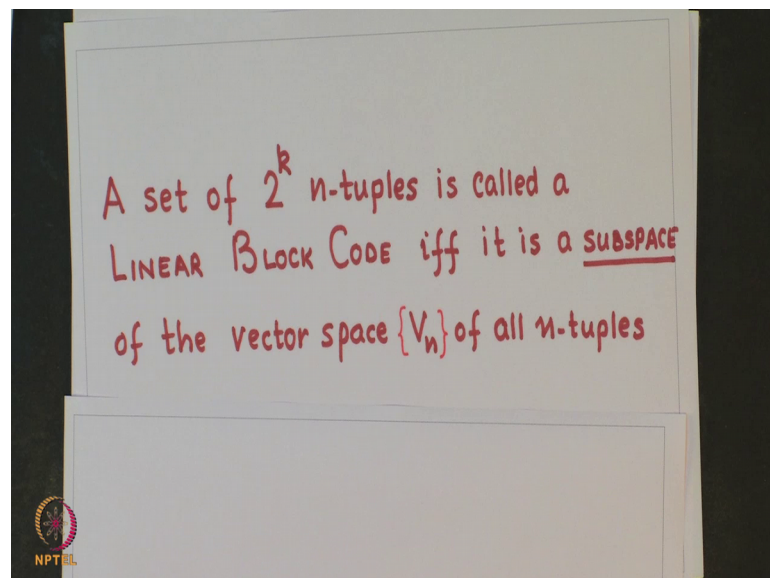 A set of 2^k n-tuples is called a
LINEAR BLOCK CODE iff it is a SUBSPACE
of the vector space {V_n} of all n-tuples
NPTEL